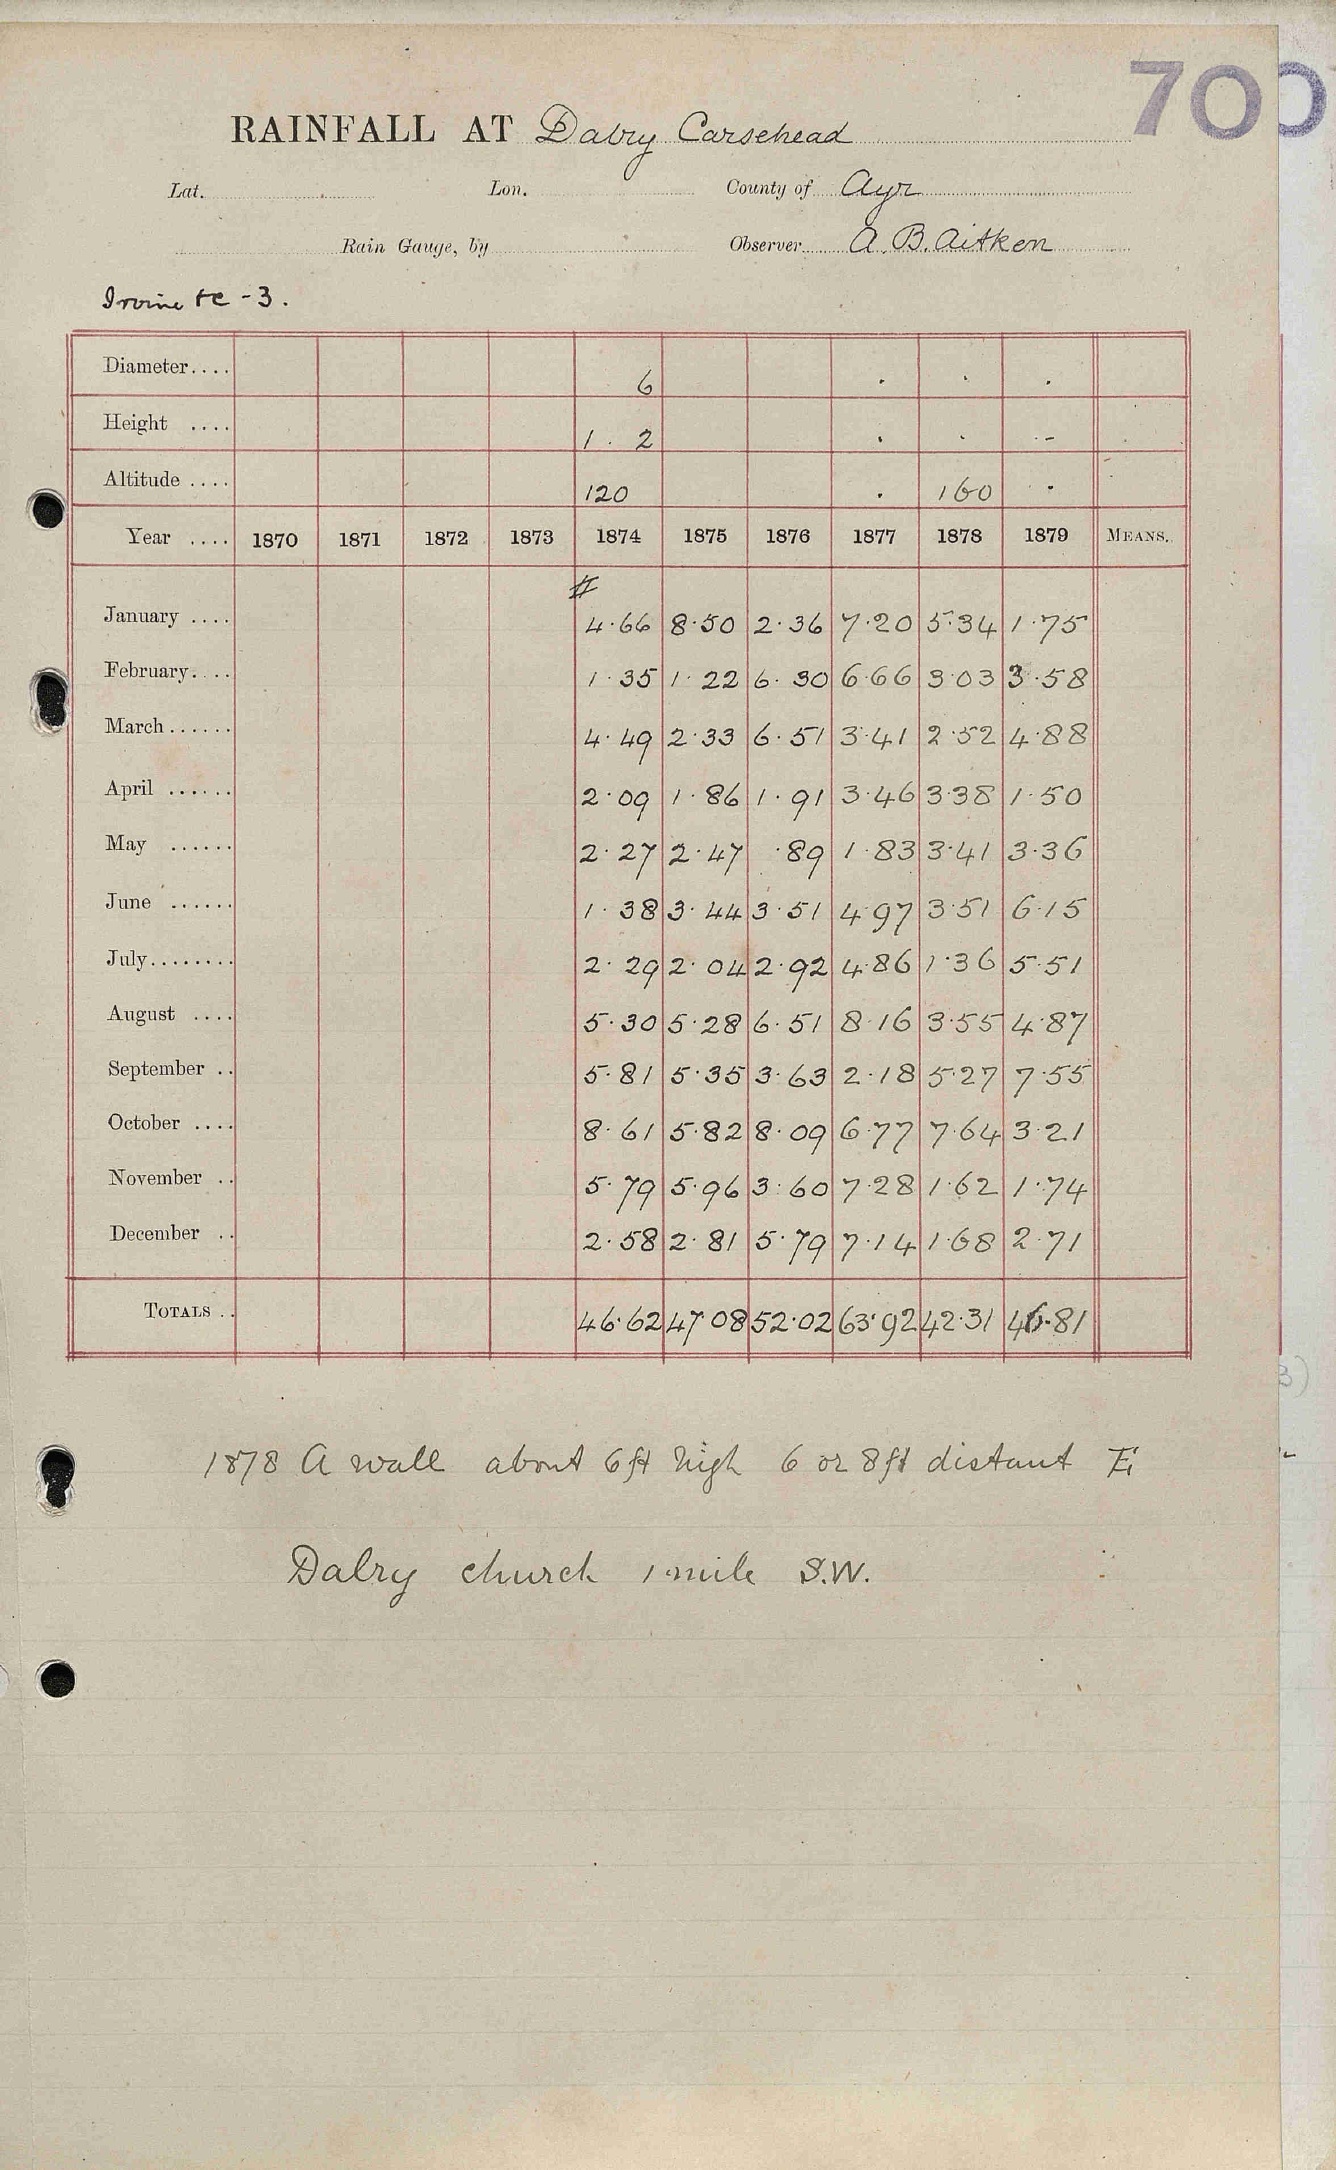 700
RAINFALL AT Dalry Carsehead
Lat. Lon. County of Ayr
Rain Gauge, by Observer A. B. Aitken
Irvine &c - 3.
Diameter.... 6 . . .
Height .... 1 . 2 . . . -
Altitude .... 120 . 160 .
Year .... 1870 1871 1872 1873 1874 1875 1876 1877 1878 1879 MEANS.
#
January .... 4.66 8.50 2.36 7.20 5.34 1.75
February.... 1.35 1.22 6.30 6.66 3.03 3.58
March...... 4.49 2.33 6.51 3.41 2.52 4.88
April ...... 2.09 1.86 1.91 3.46 3.38 1.50
May ...... 2.27 2.47 .89 1.83 3.41 3.36
June ...... 1.38 3.44 3.51 4.97 3.51 6.15
July........ 2.29 2.04 2.92 4.86 1.36 5.51
August .... 5.30 5.28 6.51 8.16 3.55 4.87
September .. 5.81 5.35 3.63 2.18 5.27 7.55
October .... 8.61 5.82 8.09 6.77 7.64 3.21
November .. 5.79 5.96 3.60 7.28 1.62 1.74
December .. 2.58 2.81 5.79 7.14 1.68 2.71
TOTALS .. 46.62 47.08 52.02 63.92 42.31 46.81
1878 A wall about 6ft high 6 or 8ft distant E
Dalry church 1 mile S.W.